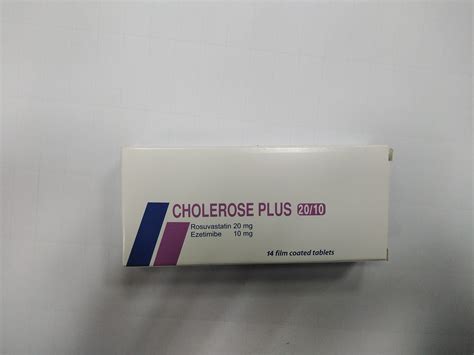 CHOLEROSE PLUS 20/10
Rosuvastatin 20 mg
Ezetimibe 10 mg
14 film coated tablets